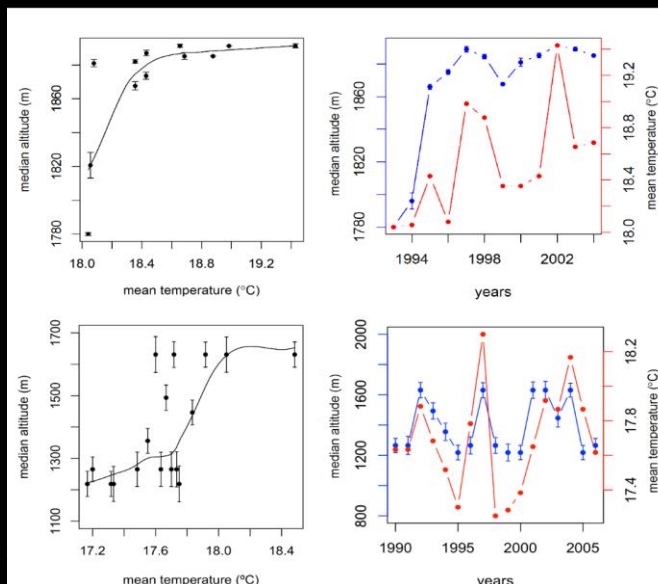 median altitude (m)
1860
1820
1780
18.0 18.4 18.8 19.2
mean temperature (°C)
median altitude (m)
1860
1820
1780
19.2
18.8
18.4
18.0
mean temperature (°C)
1994 1998 2002
years
median altitude (m)
1700
1500
1300
1100
17.2 17.6 18.0 18.4
mean temperature (ºC)
median altitude (m)
2000
1600
1200
800
18.2
17.8
17.4
mean temperature (°C)
1990 1995 2000 2005
years